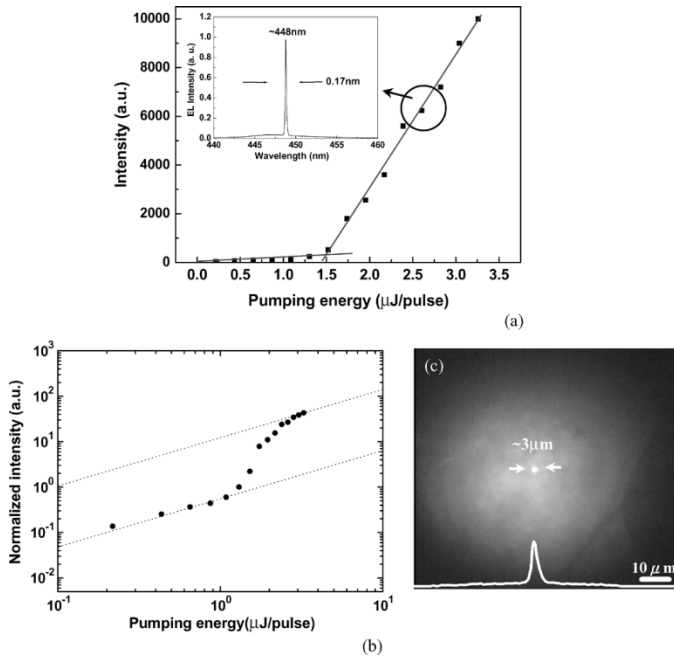 10000
8000
6000
4000
2000
0
0.0 0.5 1.0 1.5 2.0 2.5 3.0 3.5
Intensity (a.u.)
Pumping energy (μJ/pulse)
EL Intensity (a. u.)
1.2
1.0
0.8
0.6
0.4
0.2
0.0
440 445 450 455 460
Wavelength (nm)
~448nm
0.17nm
(a)
Normalized intensity (a.u.)
10³
10²
10¹
10⁰
10⁻¹
10⁻²
10⁻¹ 10⁰ 10¹
Pumping energy(μJ/pulse)
(b)
(c)
~3μm
10 μm